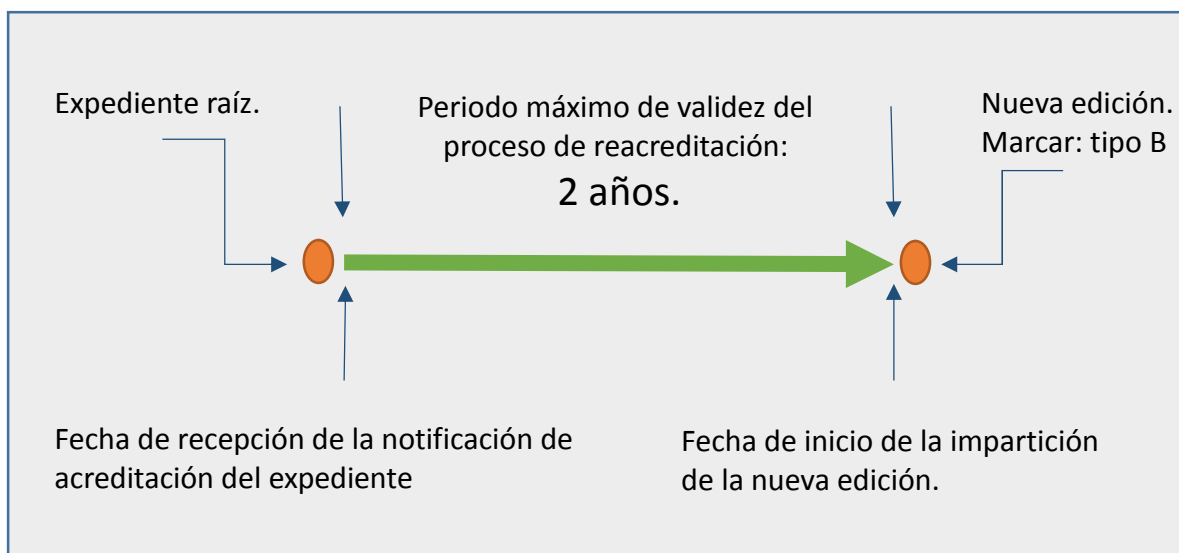 Expediente raíz.
Periodo máximo de validez del
proceso de reacreditación:
2 años.
Nueva edición.
Marcar: tipo B
Fecha de recepción de la notificación de
acreditación del expediente
Fecha de inicio de la impartición
de la nueva edición.